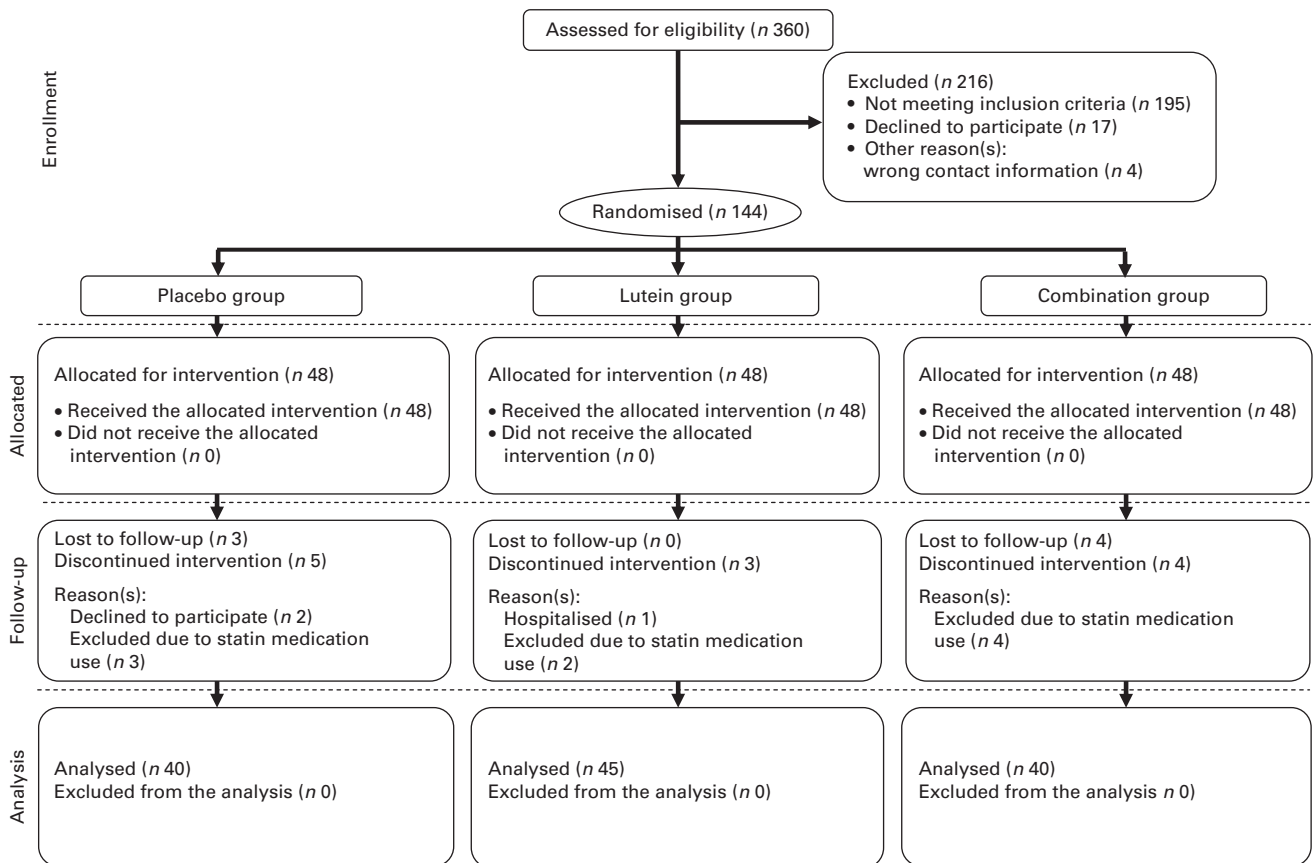 Assessed for eligibility (n 360)
Enrollment
Excluded (n 216)
• Not meeting inclusion criteria (n 195)
• Declined to participate (n 17)
• Other reason(s):
wrong contact information (n 4)
Randomised (n 144)
Placebo group
Lutein group
Combination group
Allocated
Allocated for intervention (n 48)
• Received the allocated intervention (n 48)
• Did not receive the allocated
intervention (n 0)
Allocated for intervention (n 48)
• Received the allocated intervention (n 48)
• Did not receive the allocated
intervention (n 0)
Allocated for intervention (n 48)
• Received the allocated intervention (n 48)
• Did not receive the allocated
intervention (n 0)
Follow-up
Lost to follow-up (n 3)
Discontinued intervention (n 5)
Reason(s):
Declined to participate (n 2)
Excluded due to statin medication
use (n 3)
Lost to follow-up (n 0)
Discontinued intervention (n 3)
Reason(s):
Hospitalised (n 1)
Excluded due to statin medication
use (n 2)
Lost to follow-up (n 4)
Discontinued intervention (n 4)
Reason(s):
Excluded due to statin medication
use (n 4)
Analysis
Analysed (n 40)
Excluded from the analysis (n 0)
Analysed (n 45)
Excluded from the analysis (n 0)
Analysed (n 40)
Excluded from the analysis n 0)